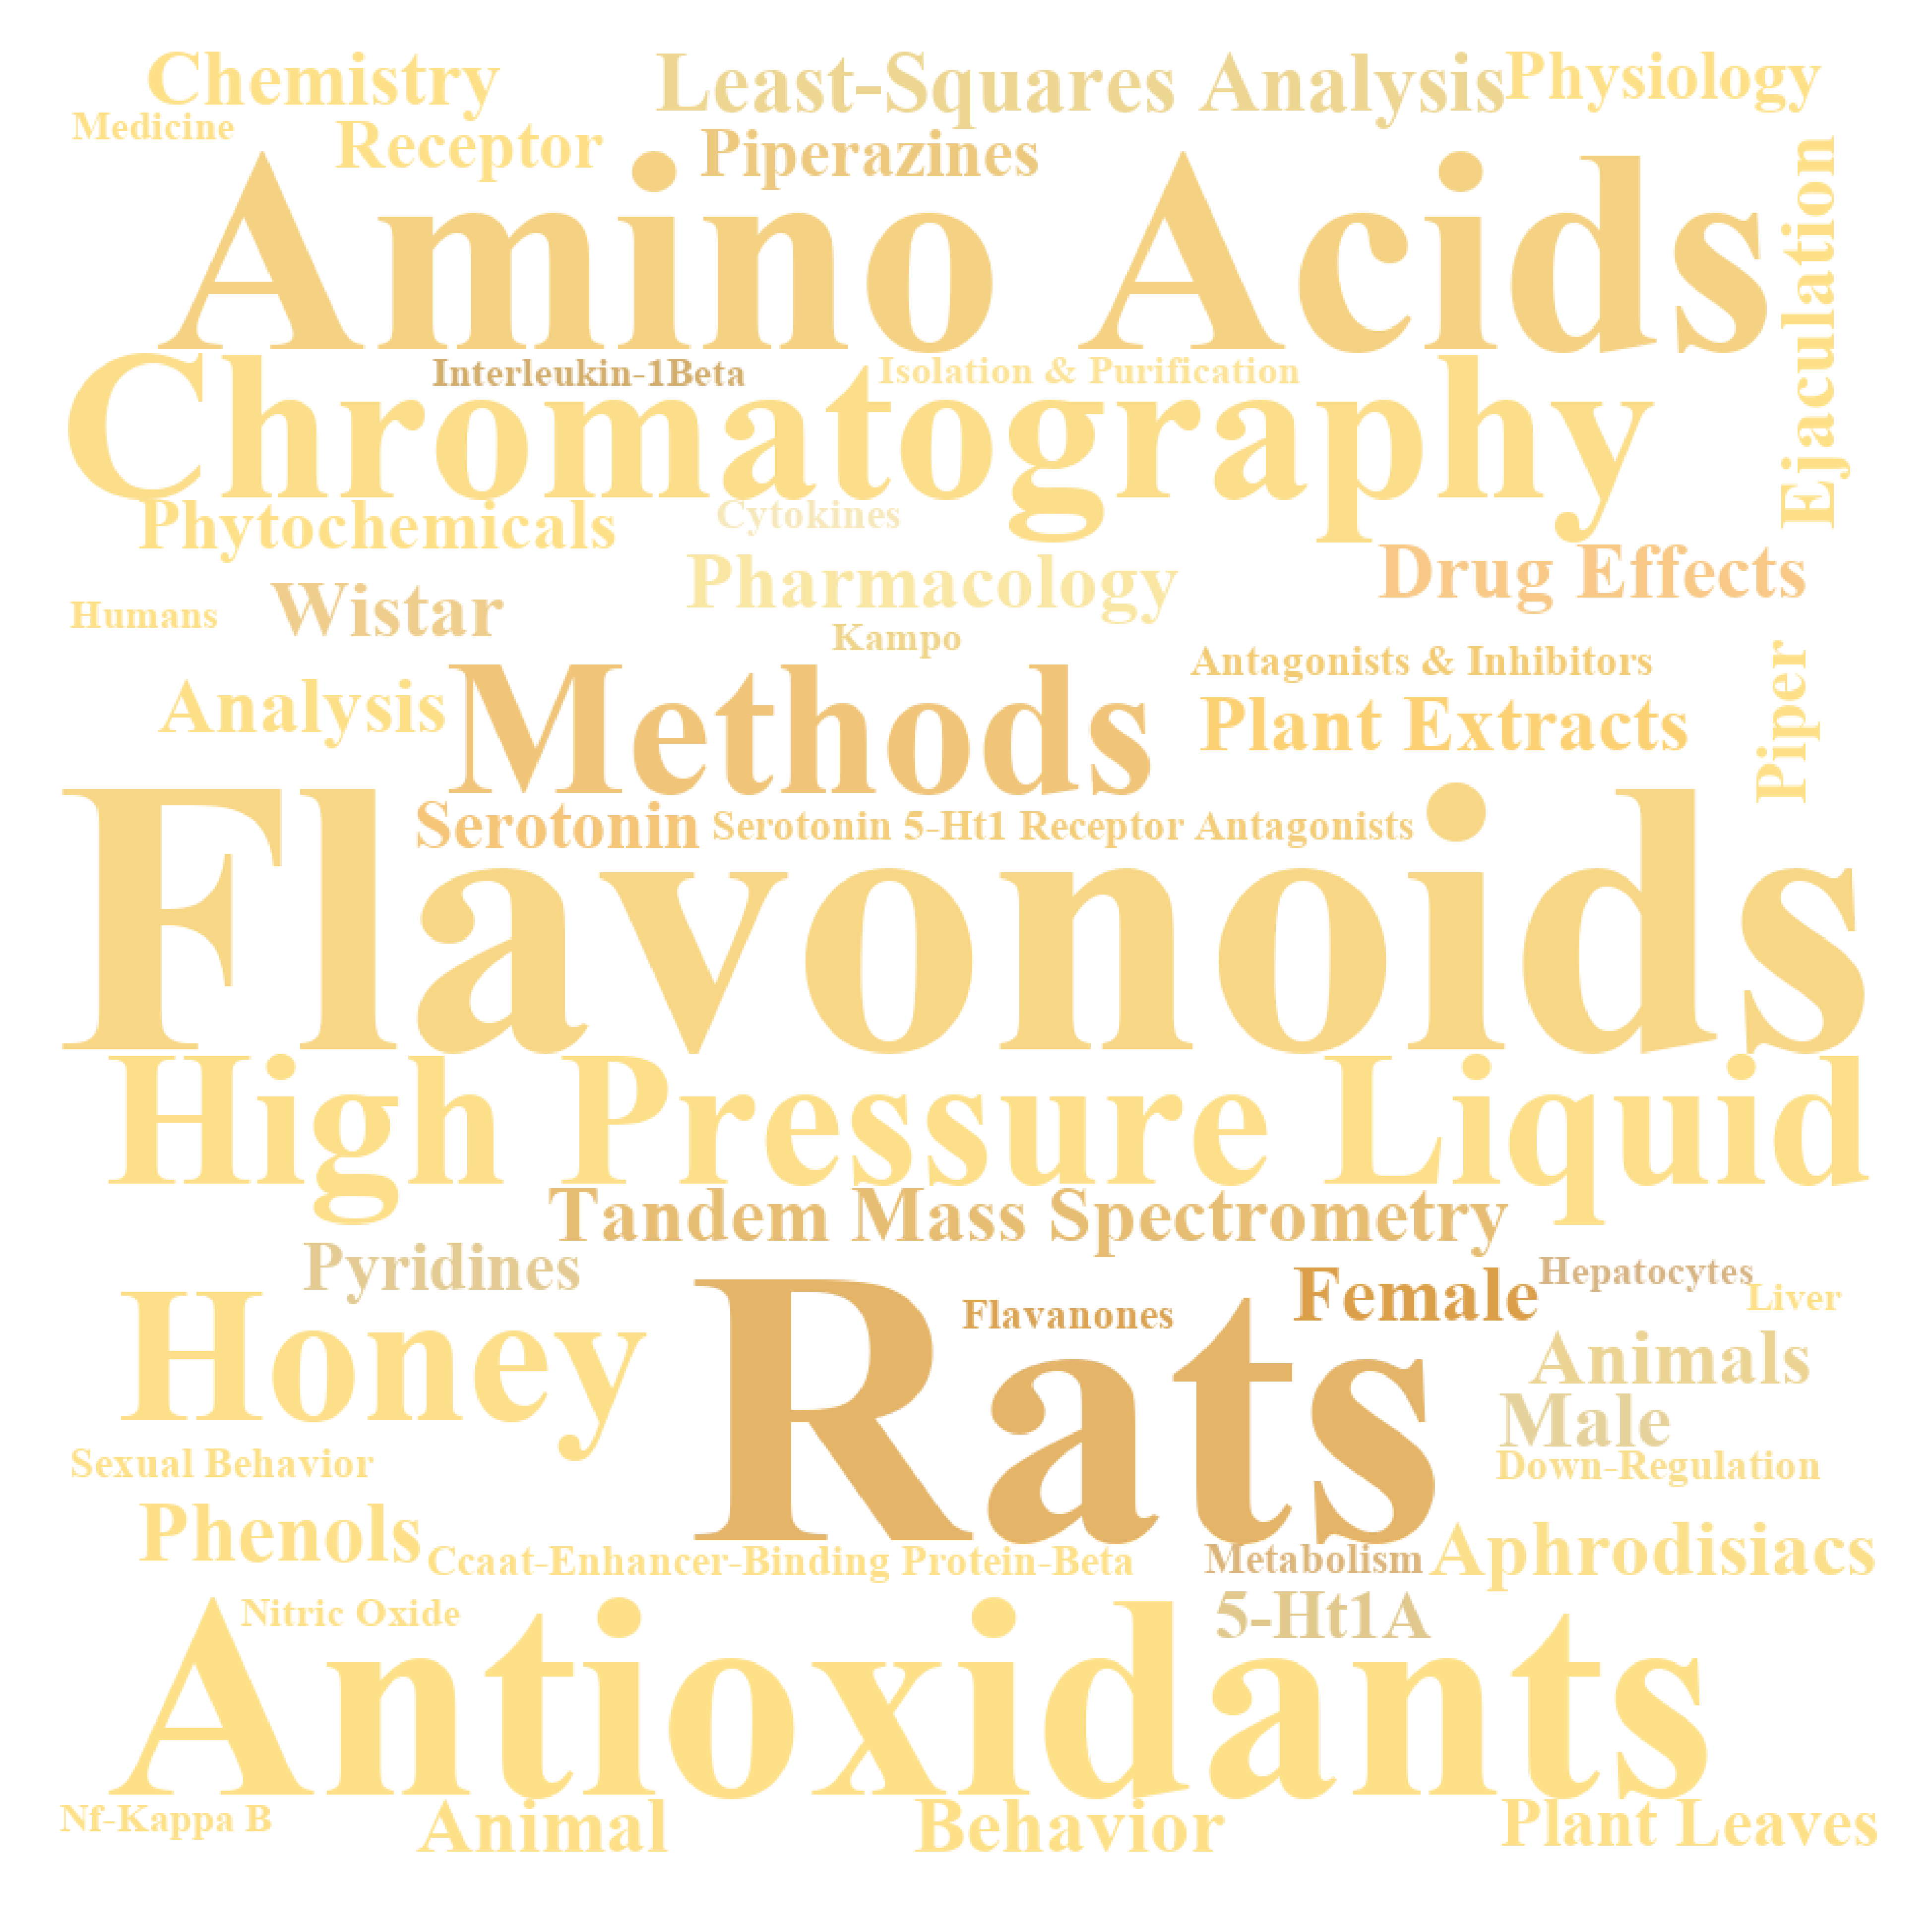 Chemistry
Least-Squares Analysis
Physiology
Medicine
Receptor
Piperazines
Amino Acids
Ejaculation
Interleukin-1Beta
Isolation & Purification
Chromatography
Phytochemicals
Cytokines
Pharmacology
Drug Effects
Humans
Wistar
Kampo
Antagonists & Inhibitors
Analysis
Methods
Plant Extracts
Piper
Serotonin
Serotonin 5-Ht1 Receptor Antagonists
Flavonoids
High Pressure Liquid
Tandem Mass Spectrometry
Pyridines
Hepatocytes
Female
Liver
Flavanones
Honey
Rats
Animals
Male
Sexual Behavior
Down-Regulation
Phenols
Ccaat-Enhancer-Binding Protein-Beta
Metabolism
Aphrodisiacs
Nitric Oxide
5-Ht1A
Antioxidants
Nf-Kappa B
Animal
Behavior
Plant Leaves